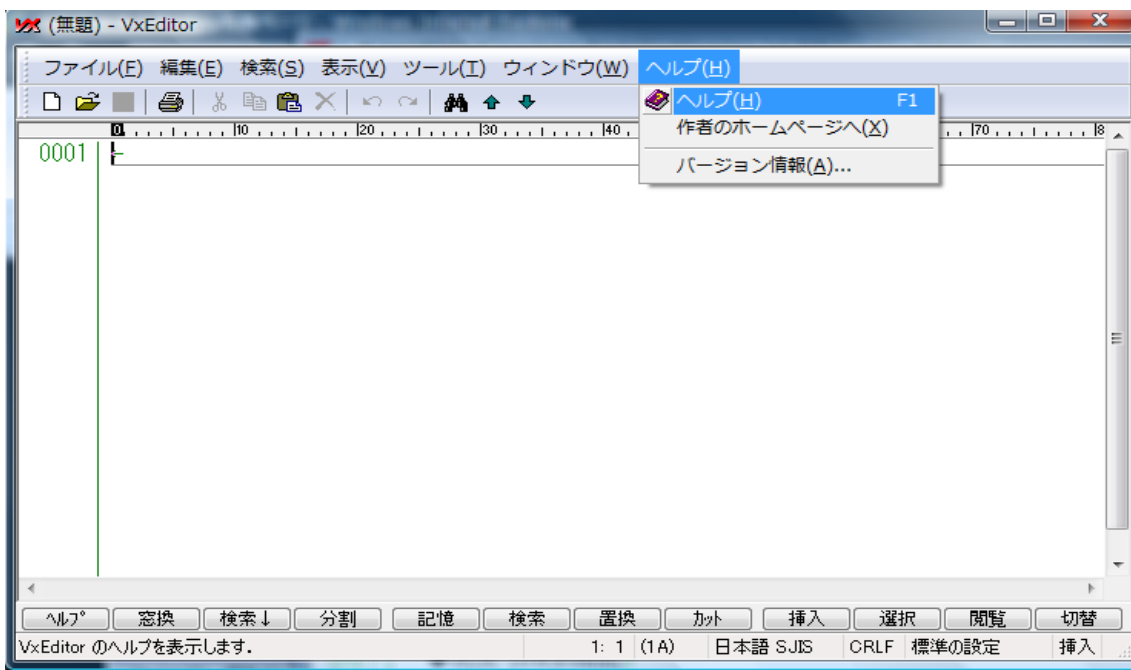 (無題) - VxEditor
ファイル(F) 編集(E) 検索(S) 表示(V) ツール(T) ウィンドウ(W) ヘルプ(H)
ヘルプ(H) F1
作者のホームページへ(X)
バージョン情報(A)...
0 10 20 30 40 70 8
0001
ヘルプ 窓換 検索↓ 分割 記憶 検索 置換 カット 挿入 選択 閲覧 切替
VxEditor のヘルプを表示します. 1: 1 (1A) 日本語 SJIS CRLF 標準の設定 挿入